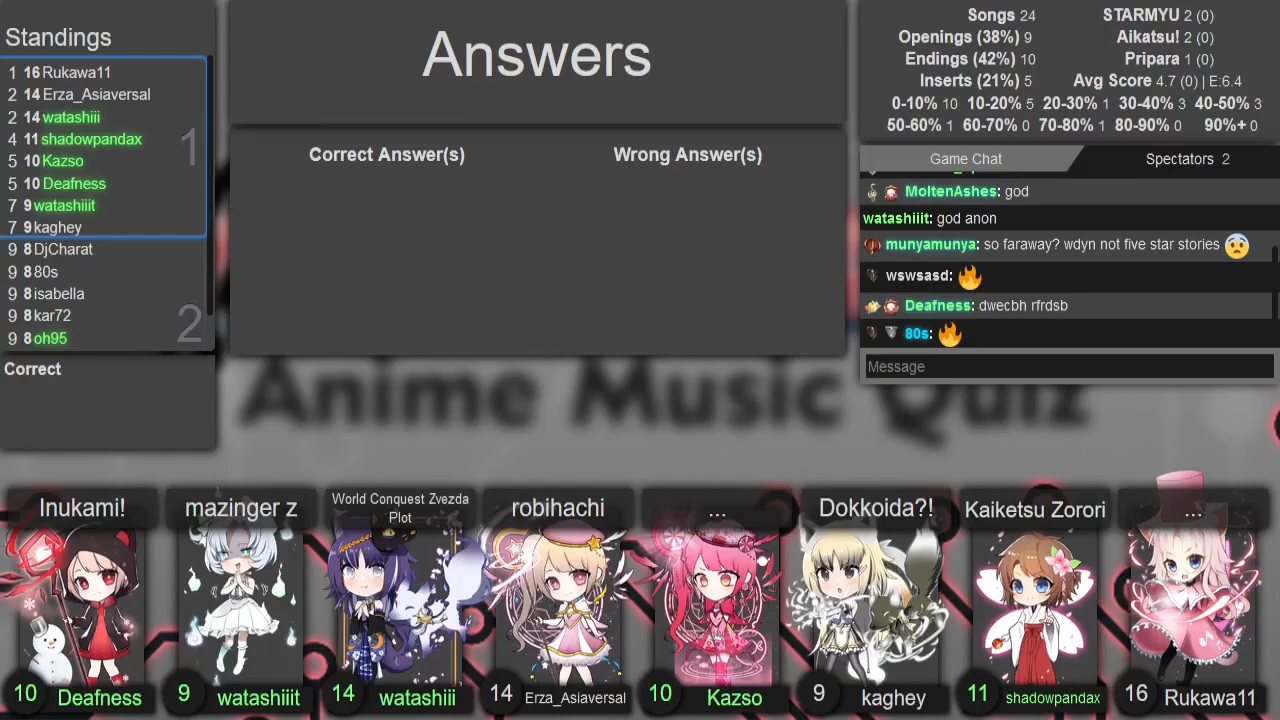 Standings
1 16 Rukawa11
2 14 Erza_Asiaversal
2 14 watashiii
4 11 shadowpandax
5 10 Kazso
5 10 Deafness
7 9 watashiiit
7 9 kaghey
1
9 8 DjCharat
9 8 80s
9 8 isabella
9 8 kar72
9 8 oh95
2
Correct
Answers
Correct Answer(s)
Wrong Answer(s)
Songs 24
Openings (38%) 9
Endings (42%) 10
Inserts (21%) 5
STARMYU 2 (0)
Aikatsu! 2 (0)
Pripara 1 (0)
Avg Score 4.7 (0) | E:6.4
0-10% 10 10-20% 5 20-30% 1 30-40% 3 40-50% 3
50-60% 1 60-70% 0 70-80% 1 80-90% 0 90%+ 0
Game Chat
Spectators 2
MoltenAshes: god
watashiiit: god anon
munyamunya: so faraway? wdyn not five star stories 😰
wswsasd: 🔥
Deafness: dwecbh rfrdsb
80s: 🔥
Message
Anime Music Quiz
Inukami!
mazinger z
World Conquest Zvezda
Plot
robihachi
...
Dokkoida?!
Kaiketsu Zorori
...
10 Deafness
9 watashiiit
14 watashiii
14 Erza_Asiaversal
10 Kazso
9 kaghey
11 shadowpandax
16 Rukawa11